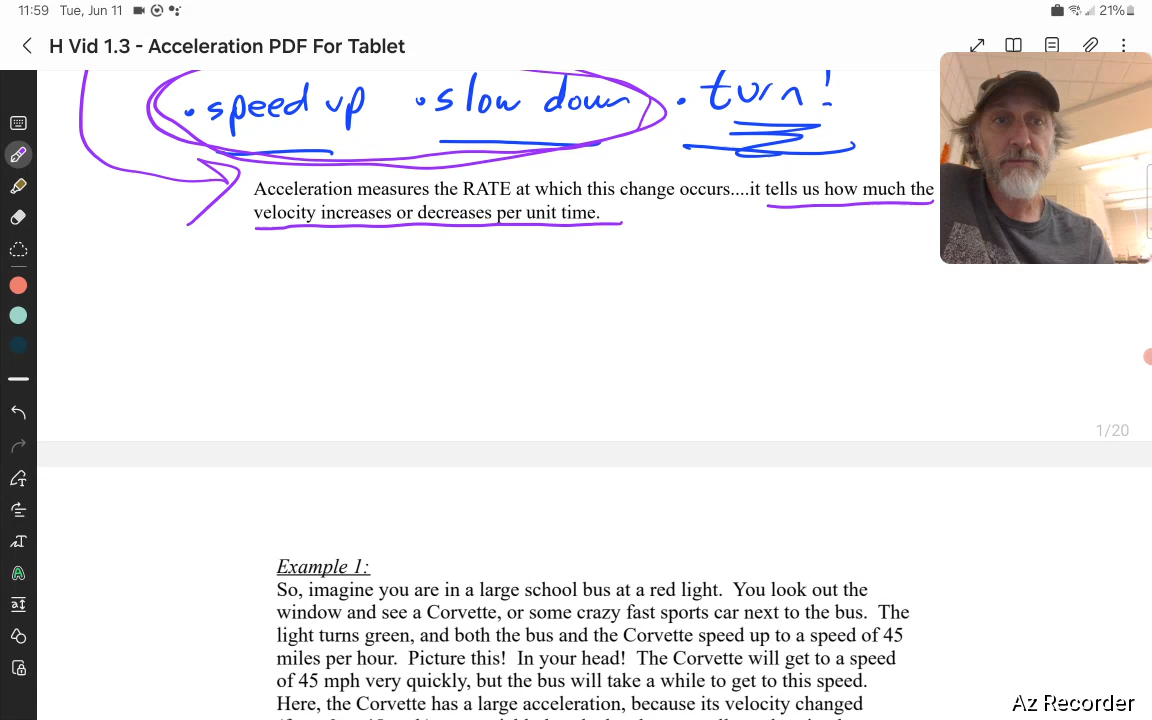 11:59 Tue, Jun 11
21%
H Vid 1.3 - Acceleration PDF For Tablet
• speed up • slow down • turn!
Acceleration measures the RATE at which this change occurs....it tells us how much the
velocity increases or decreases per unit time.
1/20
Example 1:
So, imagine you are in a large school bus at a red light. You look out the
window and see a Corvette, or some crazy fast sports car next to the bus. The
light turns green, and both the bus and the Corvette speed up to a speed of 45
miles per hour. Picture this! In your head! The Corvette will get to a speed
of 45 mph very quickly, but the bus will take a while to get to this speed.
Here, the Corvette has a large acceleration, because its velocity changed
Az Recorder